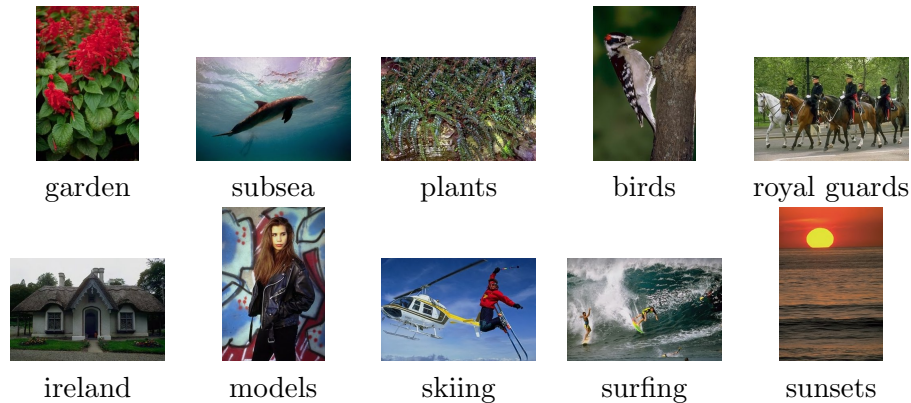 garden subsea plants birds royal guards
ireland models skiing surfing sunsets